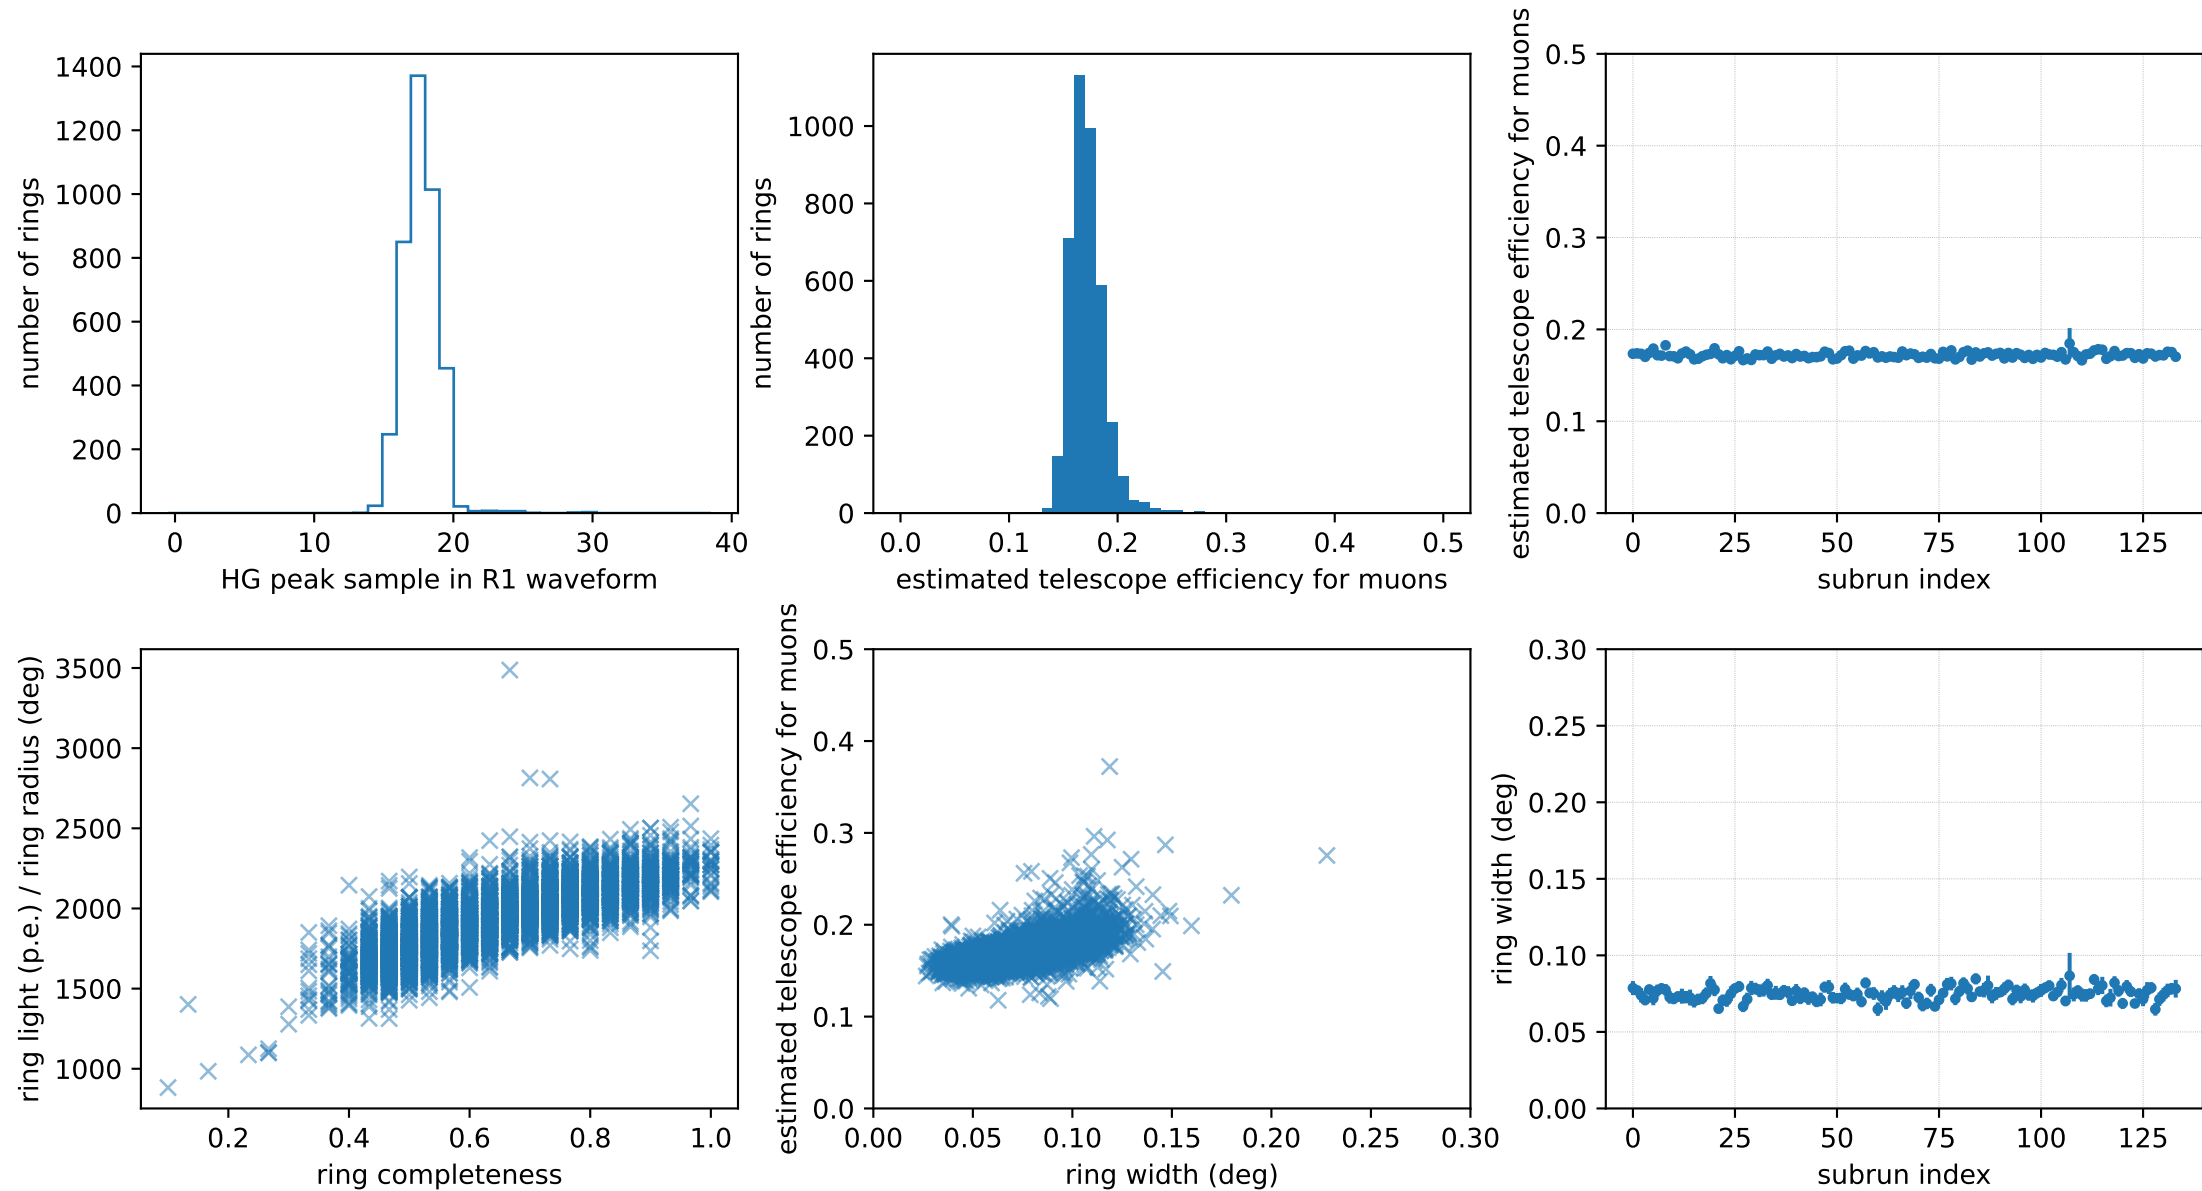 1400
1200
1000
800
600
400
200
0
number of rings
0 10 20 30 40
HG peak sample in R1 waveform
1000
800
600
400
200
0
number of rings
0.0 0.1 0.2 0.3 0.4 0.5
estimated telescope efficiency for muons
0.5
0.4
0.3
0.2
0.1
0.0
estimated telescope efficiency for muons
0 25 50 75 100 125
subrun index
3500
3000
2500
2000
1500
1000
ring light (p.e.) / ring radius (deg)
0.2 0.4 0.6 0.8 1.0
ring completeness
0.5
0.4
0.3
0.2
0.1
0.0
estimated telescope efficiency for muons
0.00 0.05 0.10 0.15 0.20 0.25 0.30
ring width (deg)
0.30
0.25
0.20
0.15
0.10
0.05
0.00
ring width (deg)
0 25 50 75 100 125
subrun index